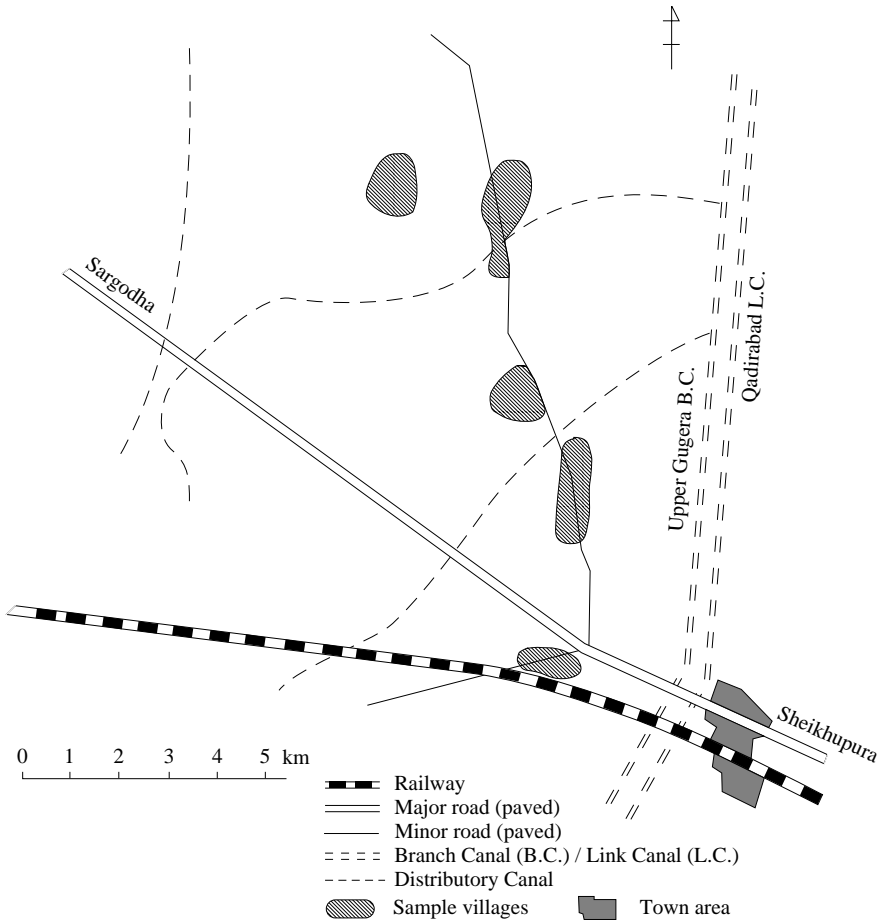 Sargodha
Qadirabad L.C.
Upper Gugera B.C.
Sheikhupura
0 1 2 3 4 5 km
Railway
Major road (paved)
Minor road (paved)
Branch Canal (B.C.) / Link Canal (L.C.)
Distributory Canal
Sample villages Town area